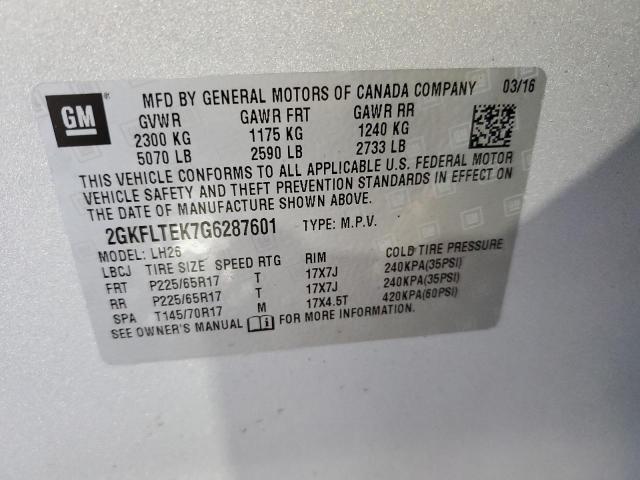 GM
MFD BY GENERAL MOTORS OF CANADA COMPANY 03/16
GVWR GAWR FRT GAWR RR
2300 KG 1175 KG 1240 KG
5070 LB 2590 LB 2733 LB
THIS VEHICLE CONFORMS TO ALL APPLICABLE U.S. FEDERAL MOTOR
VEHICLE SAFETY AND THEFT PREVENTION STANDARDS IN EFFECT ON
THE DATE OF MANUFACTURE SHOWN ABOVE.
2GKFLTEK7G6287601 TYPE: M.P.V.
MODEL: LH26
LBCJ TIRE SIZE SPEED RTG RIM COLD TIRE PRESSURE
FRT P225/65R17 T 17X7J 240KPA(35PSI)
RR P225/65R17 T 17X7J 240KPA(35PSI)
SPA T145/70R17 M 17X4.5T 420KPA(60PSI)
SEE OWNER'S MANUAL FOR MORE INFORMATION.